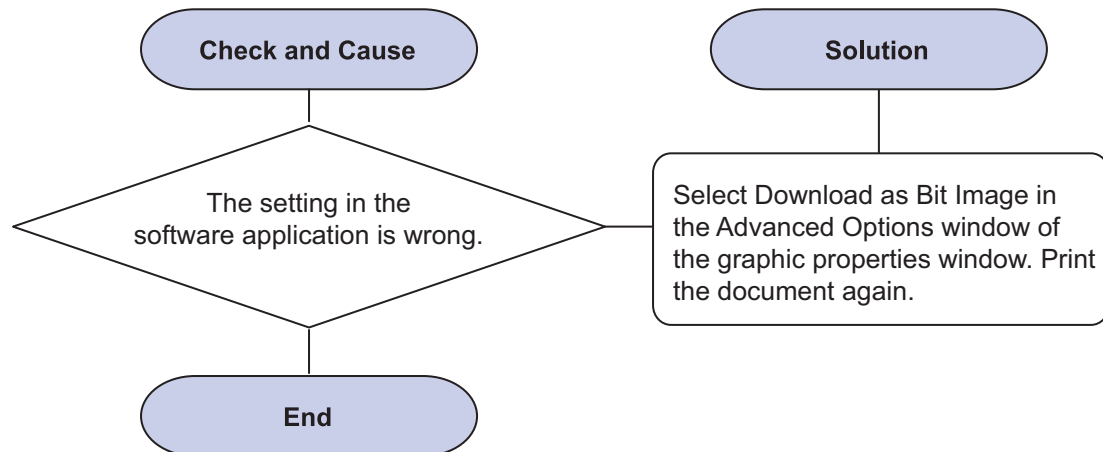 Check and Cause
Solution
The setting in the
software application is wrong.
Select Download as Bit Image in
the Advanced Options window of
the graphic properties window. Print
the document again.
End